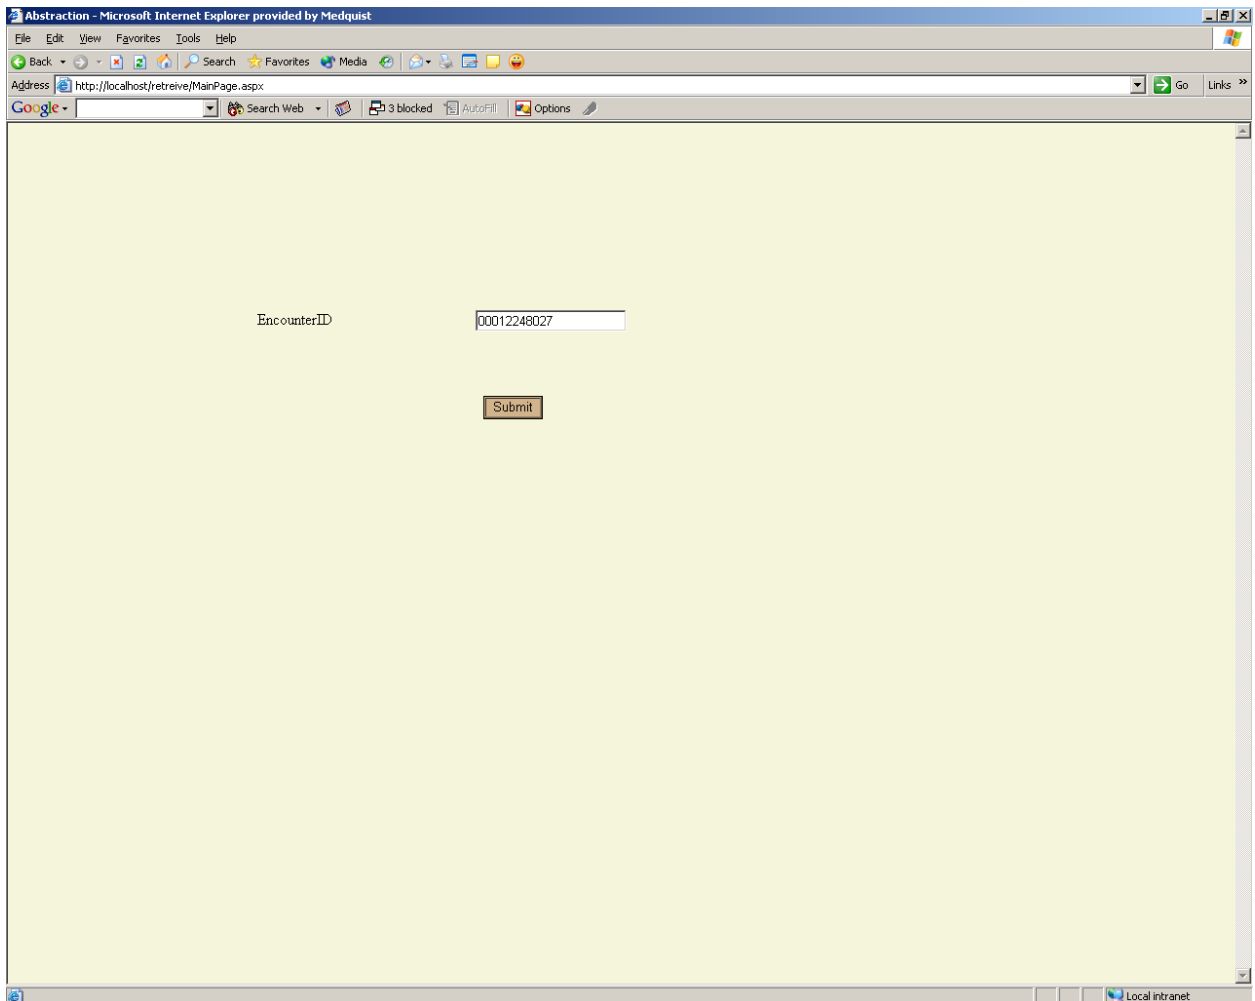 Abstraction - Microsoft Internet Explorer provided by Medquist
File Edit View Favorites Tools Help
Back Search Favorites Media
Address http://localhost/retreive/MainPage.aspx Go Links »
Google Search Web 3 blocked AutoFill Options
EncounterID 00012248027
Submit
Local intranet